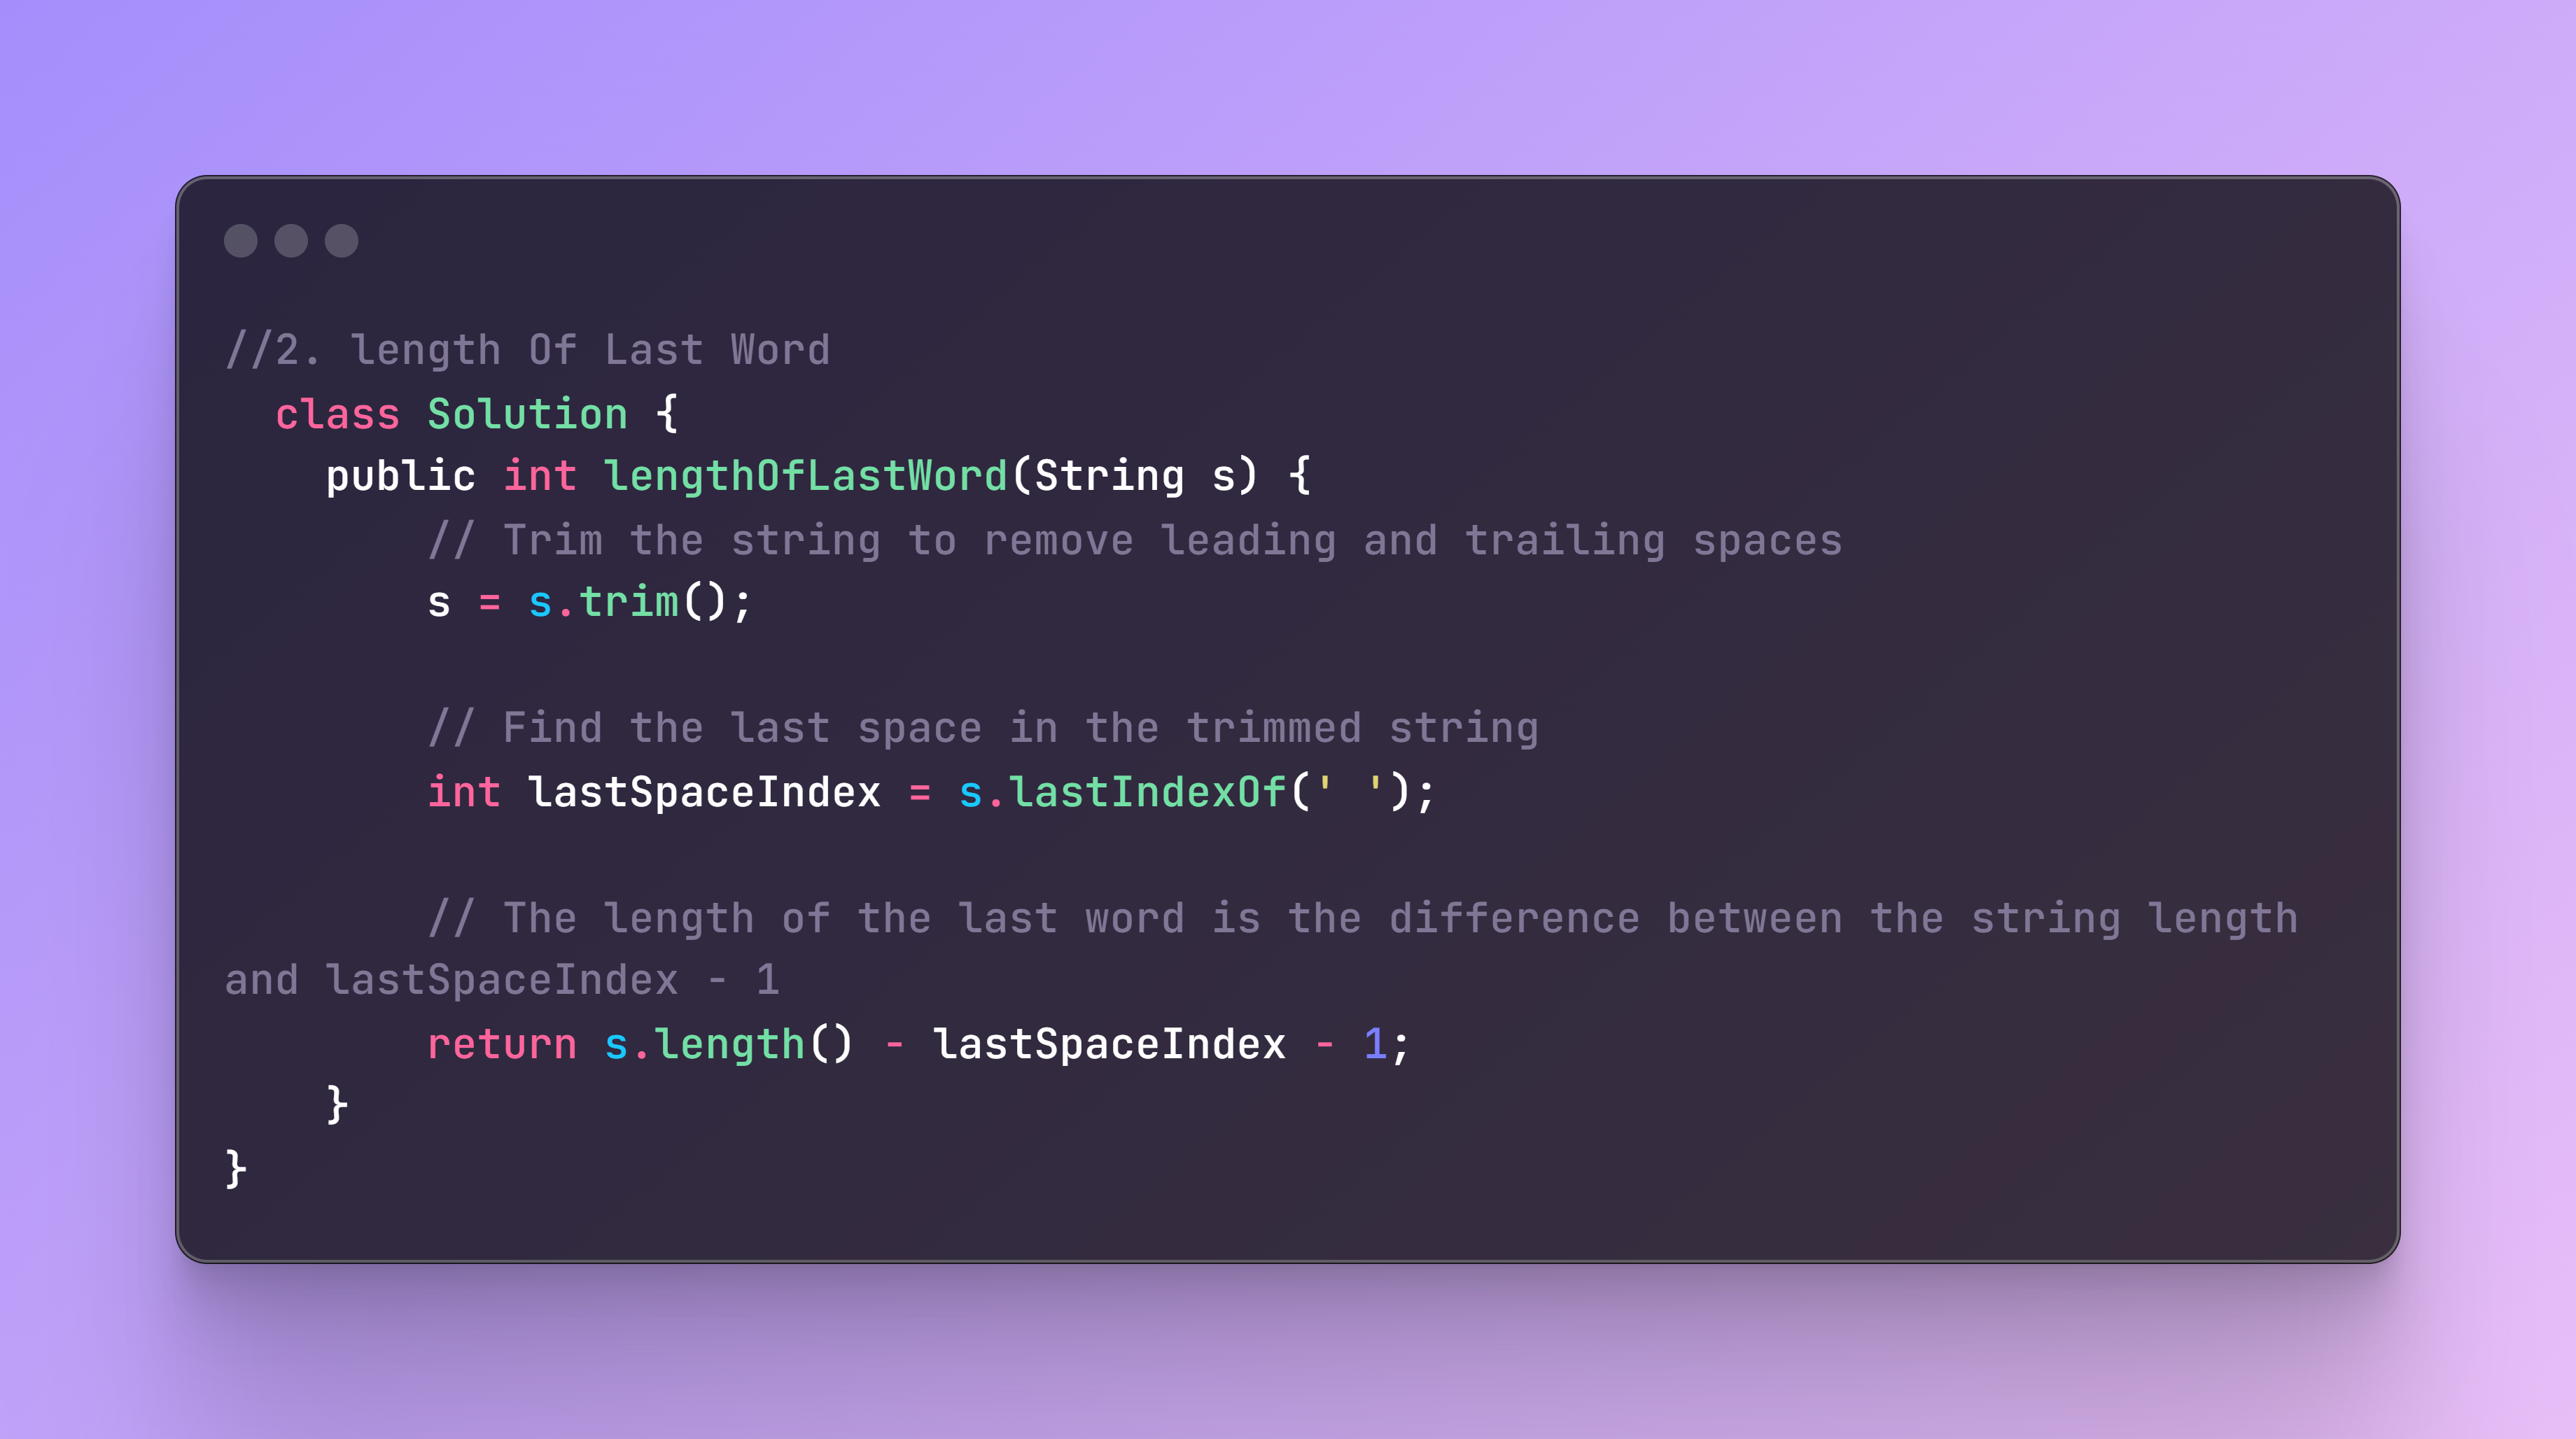 //2. length Of Last Word
  class Solution {
    public int lengthOfLastWord(String s) {
        // Trim the string to remove leading and trailing spaces
        s = s.trim();

        // Find the last space in the trimmed string
        int lastSpaceIndex = s.lastIndexOf(' ');

        // The length of the last word is the difference between the string length
and lastSpaceIndex - 1
        return s.length() - lastSpaceIndex - 1;
    }
}